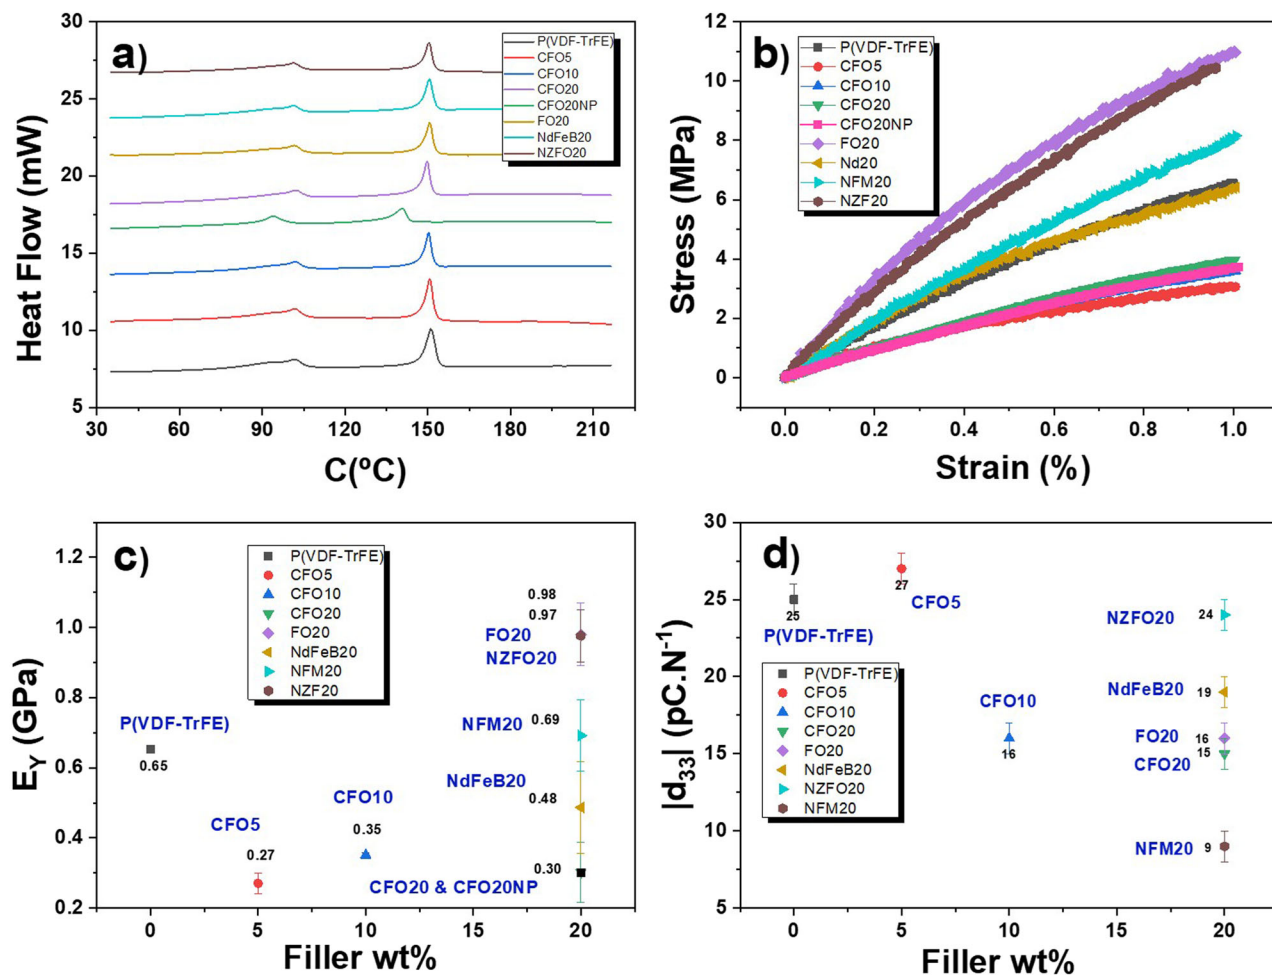 a)
30
25
20
15
10
5
Heat Flow (mW)
30
60
90
120
150
180
210
C(ºC)
P(VDF-TrFE)
CFO5
CFO10
CFO20
CFO20NP
FO20
NdFeB20
NZFO20
b)
12
10
8
6
4
2
0
Stress (MPa)
0.0
0.2
0.4
0.6
0.8
1.0
Strain (%)
P(VDF-TrFE)
CFO5
CFO10
CFO20
CFO20NP
FO20
Nd20
NFM20
NZF20
c)
1.2
1.0
0.8
0.6
0.4
0.2
E_Y (GPa)
0
5
10
15
20
Filler wt%
P(VDF-TrFE)
CFO5
CFO10
CFO20
FO20
NdFeB20
NFM20
NZF20
0.98
0.97
FO20
NZFO20
NFM20
0.69
P(VDF-TrFE)
0.65
NdFeB20
0.48
CFO10
0.35
CFO5
0.27
0.30
CFO20 & CFO20NP
d)
30
25
20
15
10
5
|d33| (pC.N-1)
0
5
10
15
20
Filler wt%
P(VDF-TrFE)
CFO5
CFO10
CFO20
FO20
NdFeB20
NZFO20
NFM20
27
CFO5
25
P(VDF-TrFE)
NZFO20 24
NdFeB20 19
CFO10
16
FO20 16
CFO20 15
NFM20 9